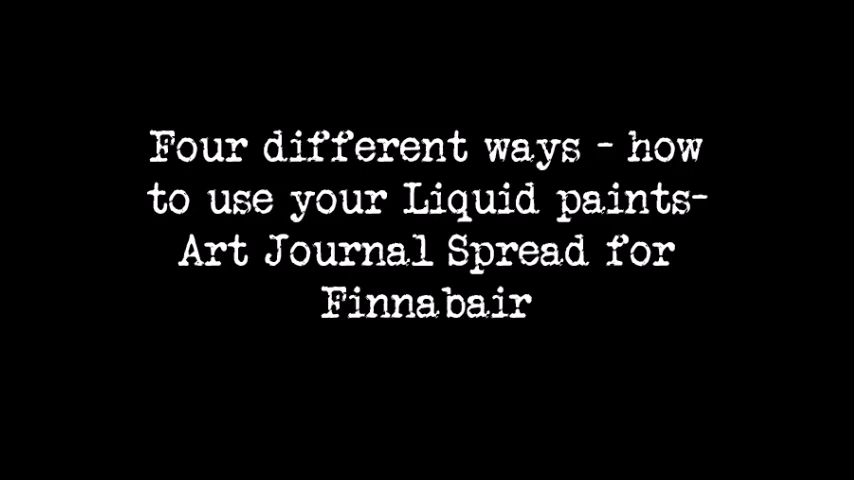 Four different ways - how
to use your Liquid paints-
Art Journal Spread for
Finnabair